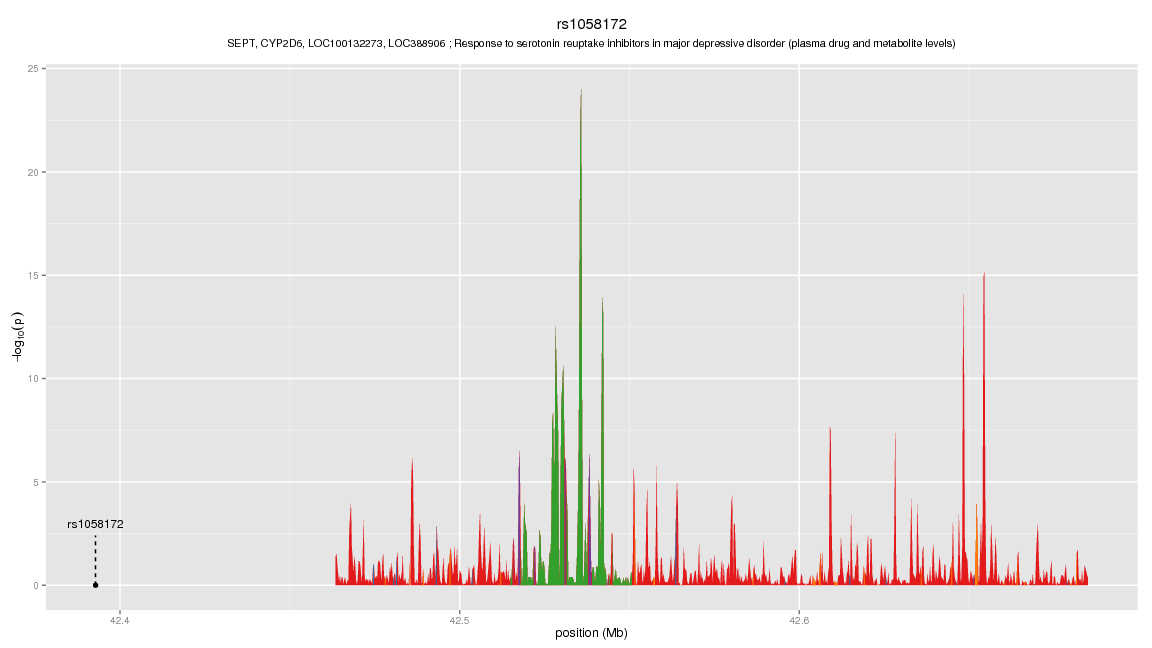 rs1058172
SEPT, CYP2D6, LOC100132273, LOC388906 ; Response to serotonin reuptake inhibitors in major depressive disorder (plasma drug and metabolite levels)
25
20
15
10
5
0
−log10(p)
rs1058172
42.4
42.5
42.6
position (Mb)